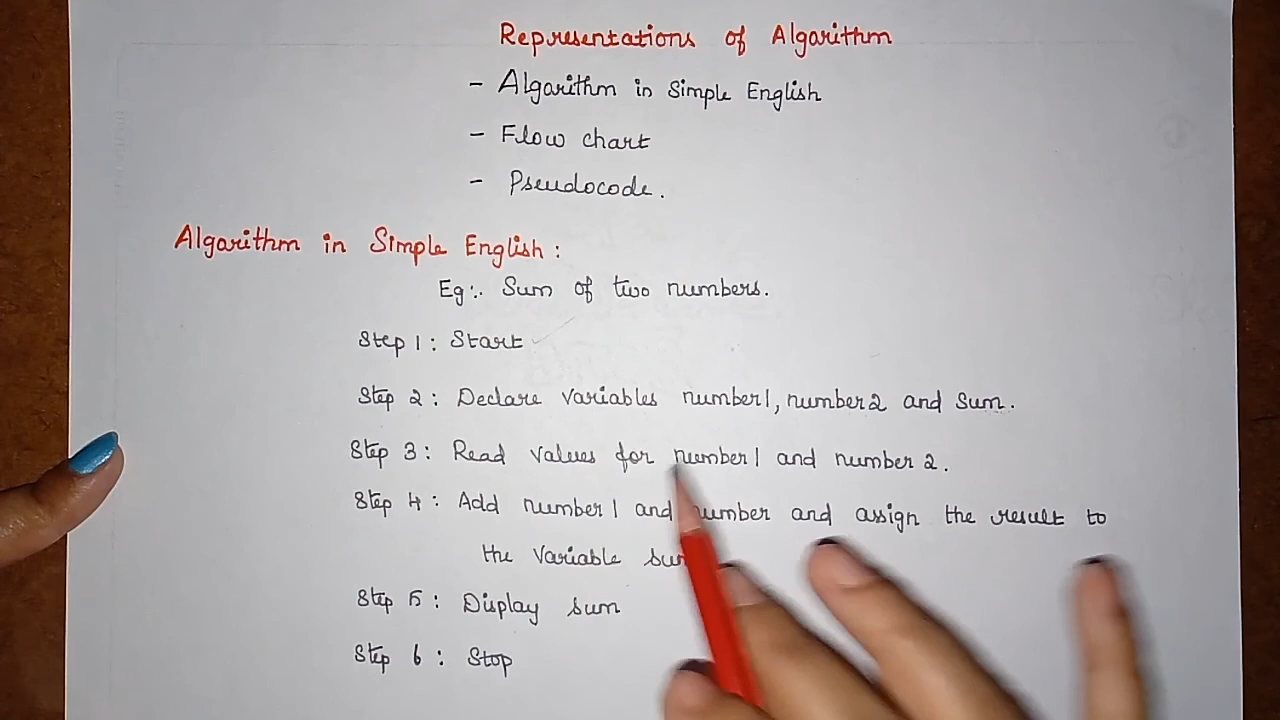 Representations of Algorithm
- Algorithm in Simple English
- Flow chart
- Pseudocode.
Algorithm in Simple English :
Eg:. Sum of two numbers.
Step 1: Start
Step 2: Declare variables number1, number2 and Sum.
Step 3: Read values for number1 and number 2.
Step 4: Add number1 and number and assign the result to
the variable sum
Step 5: Display sum
Step 6: Stop